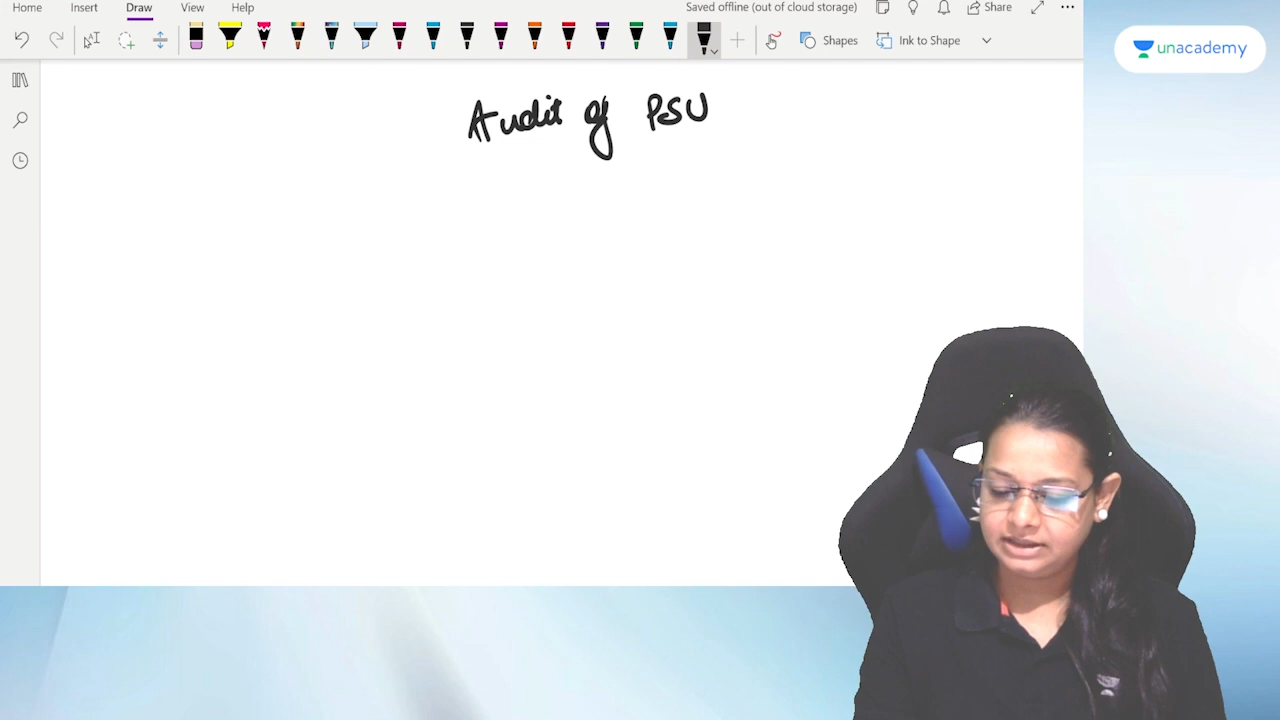 Home Insert Draw View Help Saved offline (out of cloud storage) Share
Shapes Ink to Shape
unacademy
Audit of PSU